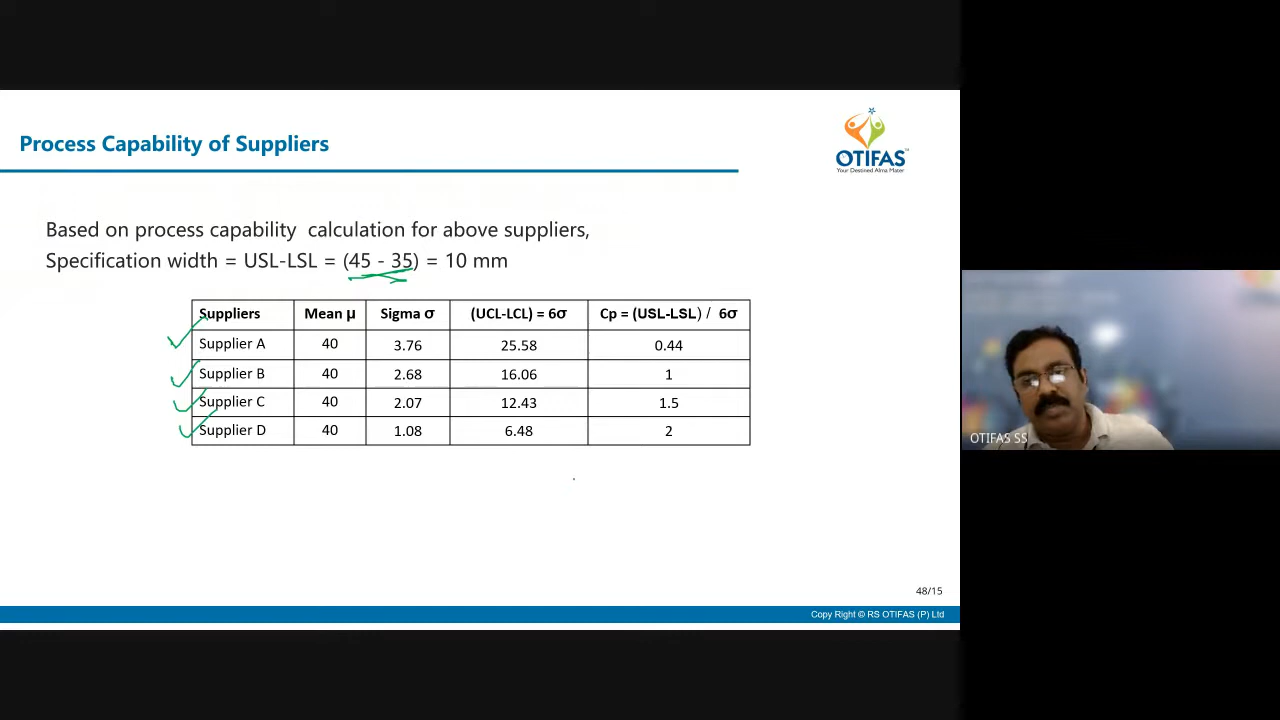 Process Capability of Suppliers
OTIFAS
Your Destined Alma Mater
Based on process capability calculation for above suppliers,
Specification width = USL-LSL = (45 - 35) = 10 mm
Suppliers Mean μ Sigma σ (UCL-LCL) = 6σ Cp = (USL-LSL) / 6σ
Supplier A 40 3.76 25.58 0.44
Supplier B 40 2.68 16.06 1
Supplier C 40 2.07 12.43 1.5
Supplier D 40 1.08 6.48 2
OTIFAS SS
48/15
Copy Right © RS OTIFAS (P) Ltd